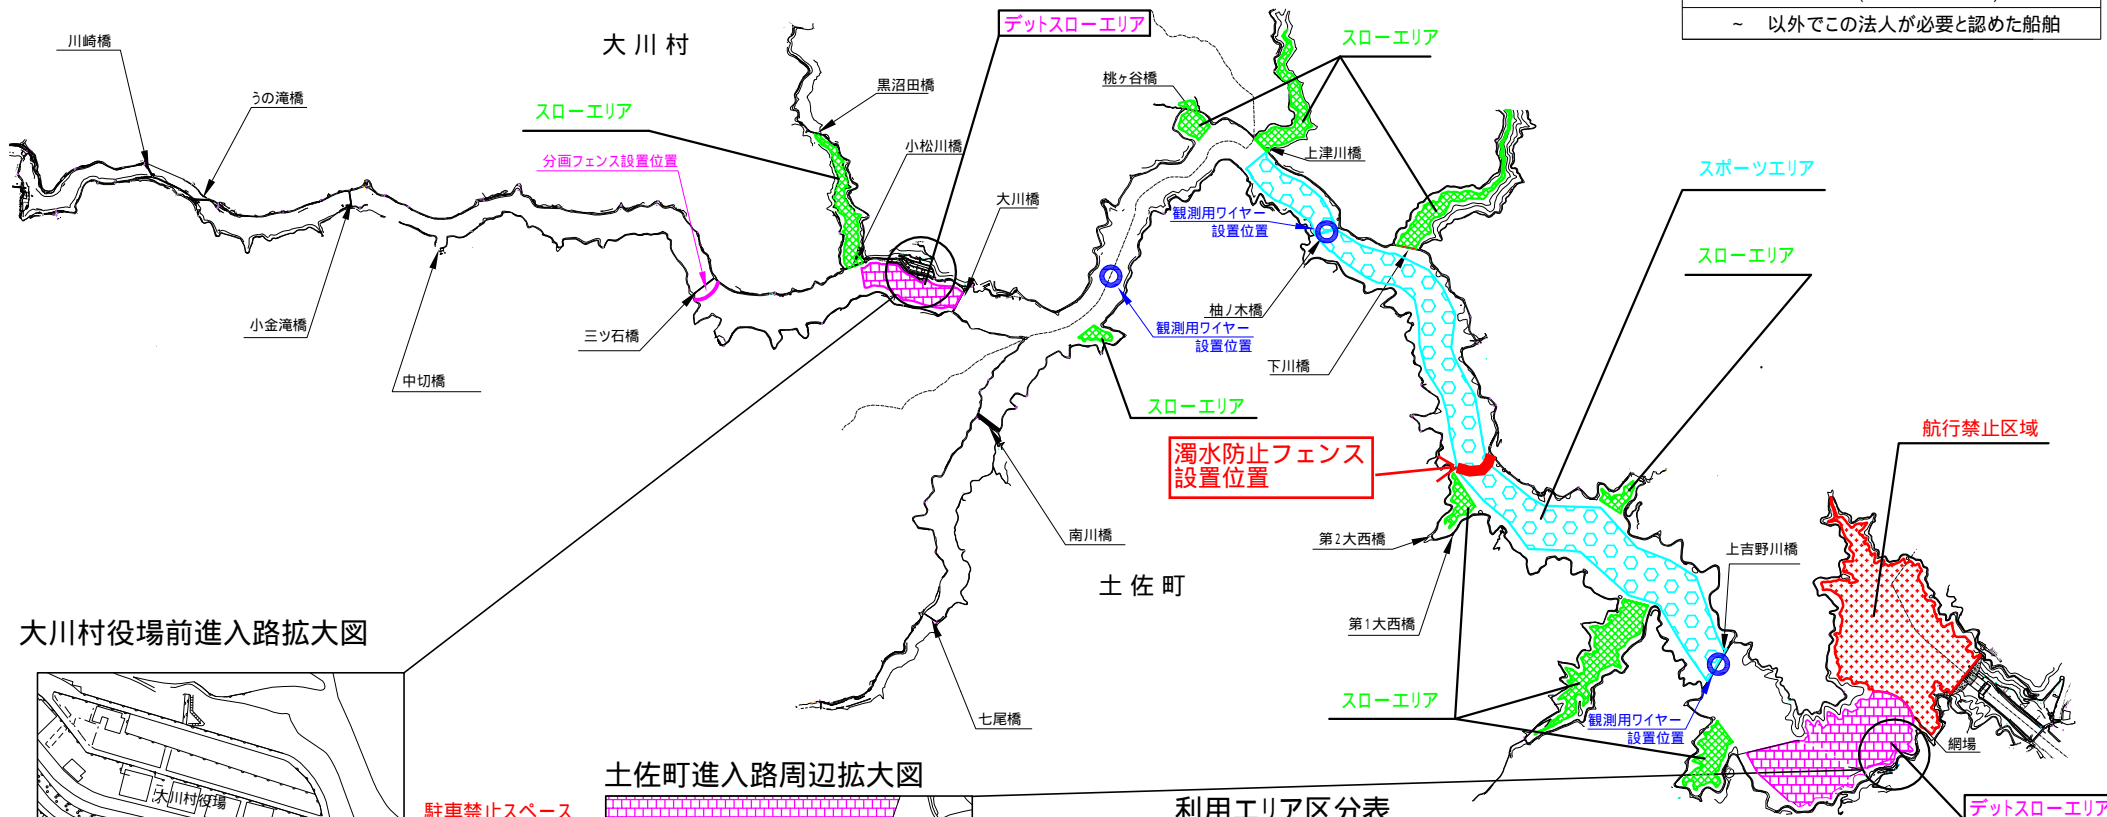 ~ 以外でこの法人が必要と認めた船舶
デットスローエリア
大川村
スローエリア
川崎橋
うの滝橋
黒沼田橋
桃ヶ谷橋
スローエリア
分画フェンス設置位置
小松川橋
上津川橋
スポーツエリア
大川橋
観測用ワイヤー
設置位置
スローエリア
小金滝橋
三ツ石橋
中切橋
観測用ワイヤー
設置位置
柚ノ木橋
下川橋
スローエリア
航行禁止区域
濁水防止フェンス
設置位置
南川橋
第2大西橋
上吉野川橋
土佐町
第1大西橋
大川村役場前進入路拡大図
スローエリア
七尾橋
観測用ワイヤー
設置位置
網場
土佐町進入路周辺拡大図
大川村役場
駐車禁止スペース
利用エリア区分表
デットスローエリア